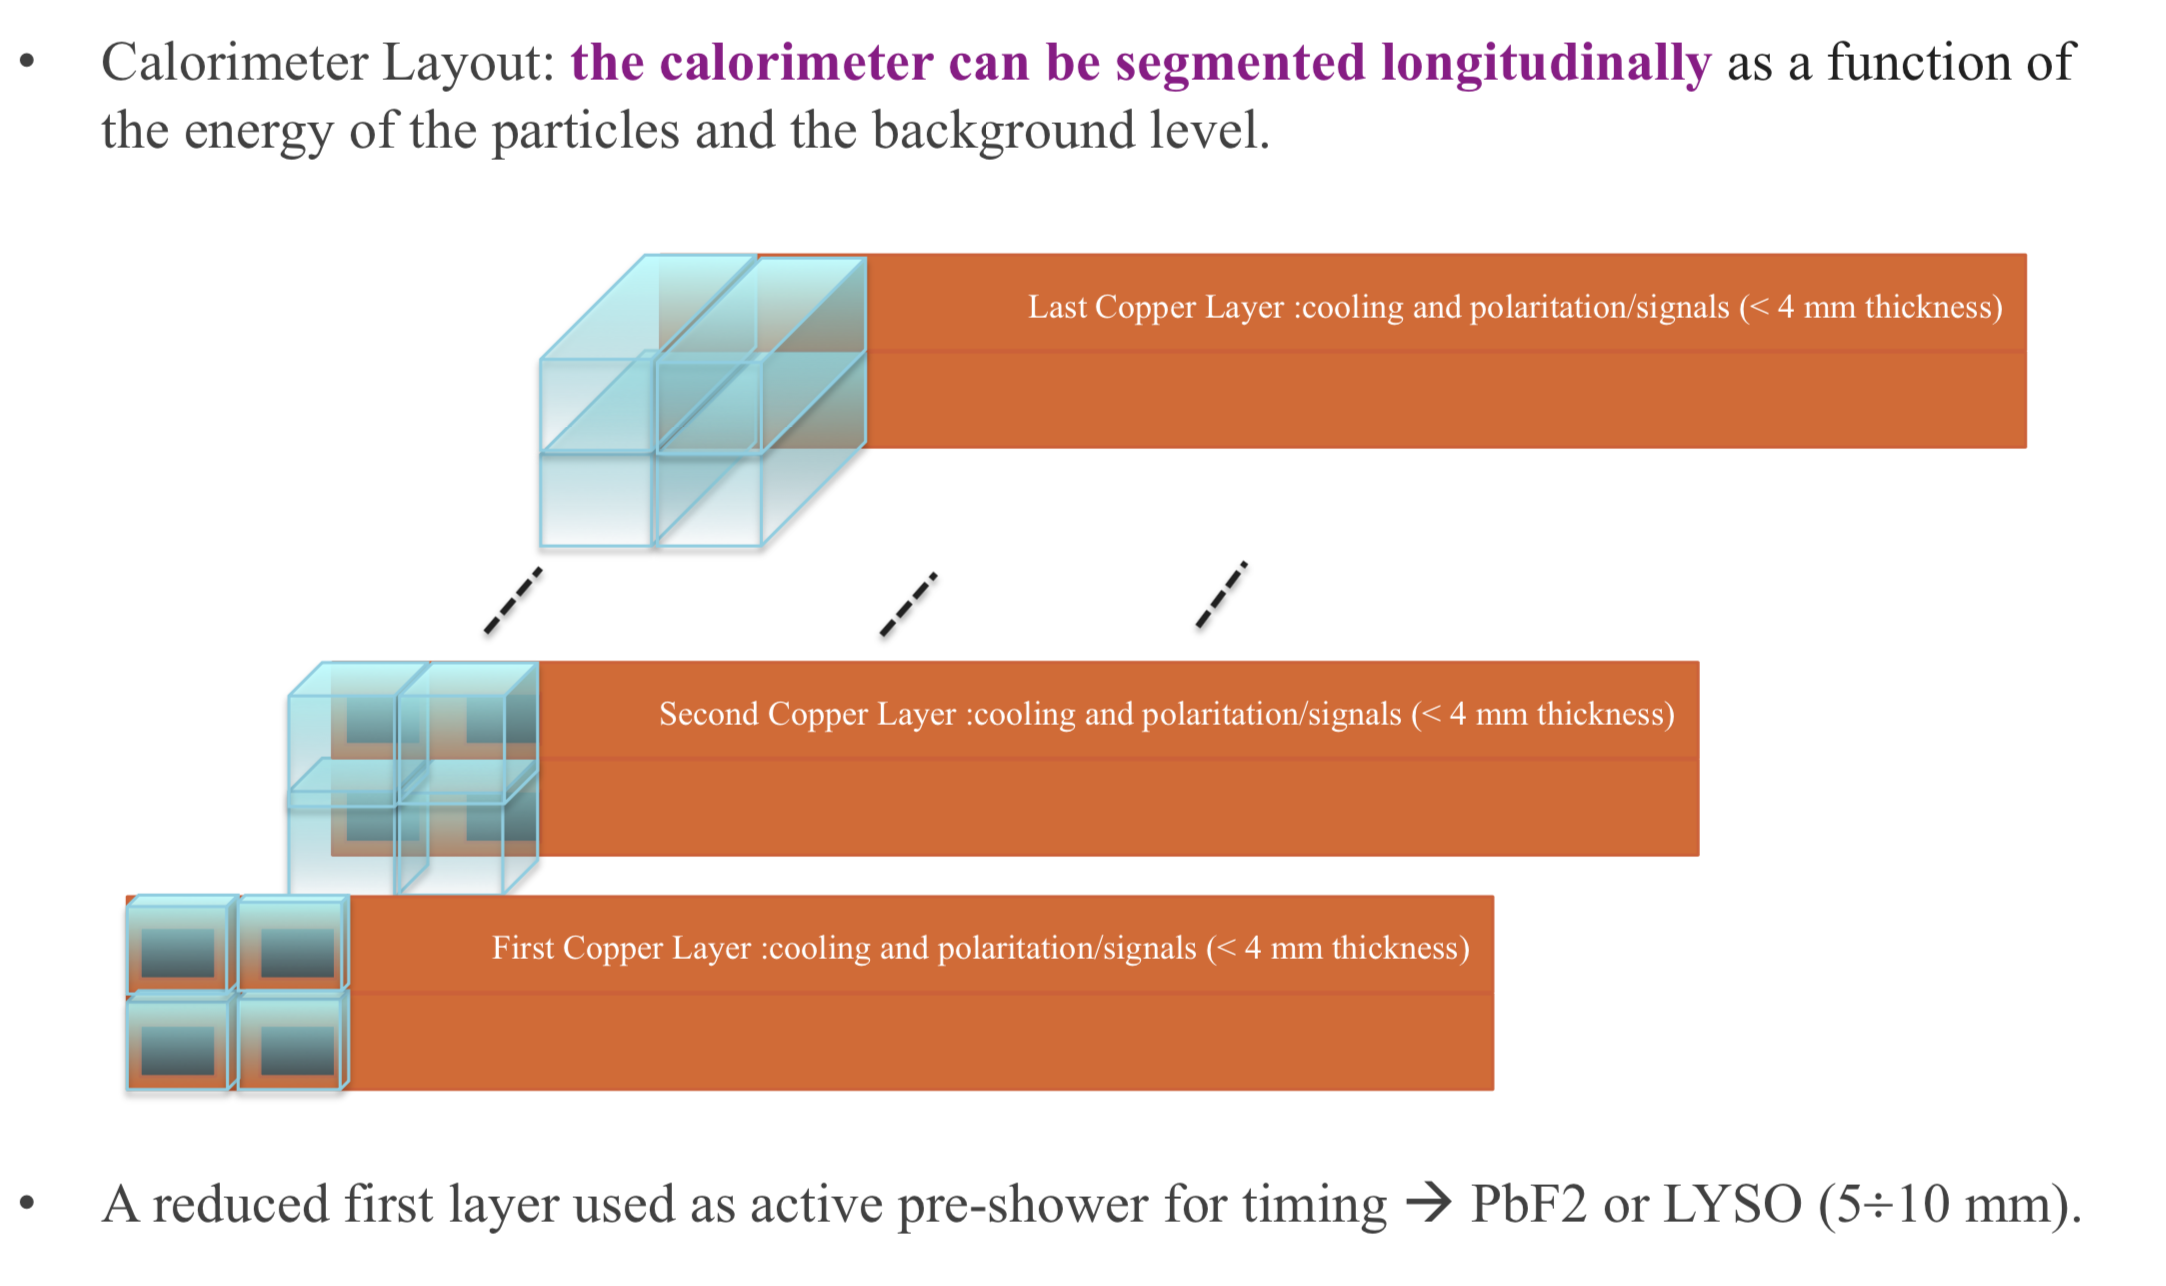 • Calorimeter Layout: the calorimeter can be segmented longitudinally as a function of
the energy of the particles and the background level.
Last Copper Layer :cooling and polaritation/signals (< 4 mm thickness)
Second Copper Layer :cooling and polaritation/signals (< 4 mm thickness)
First Copper Layer :cooling and polaritation/signals (< 4 mm thickness)
• A reduced first layer used as active pre-shower for timing → PbF2 or LYSO (5÷10 mm).